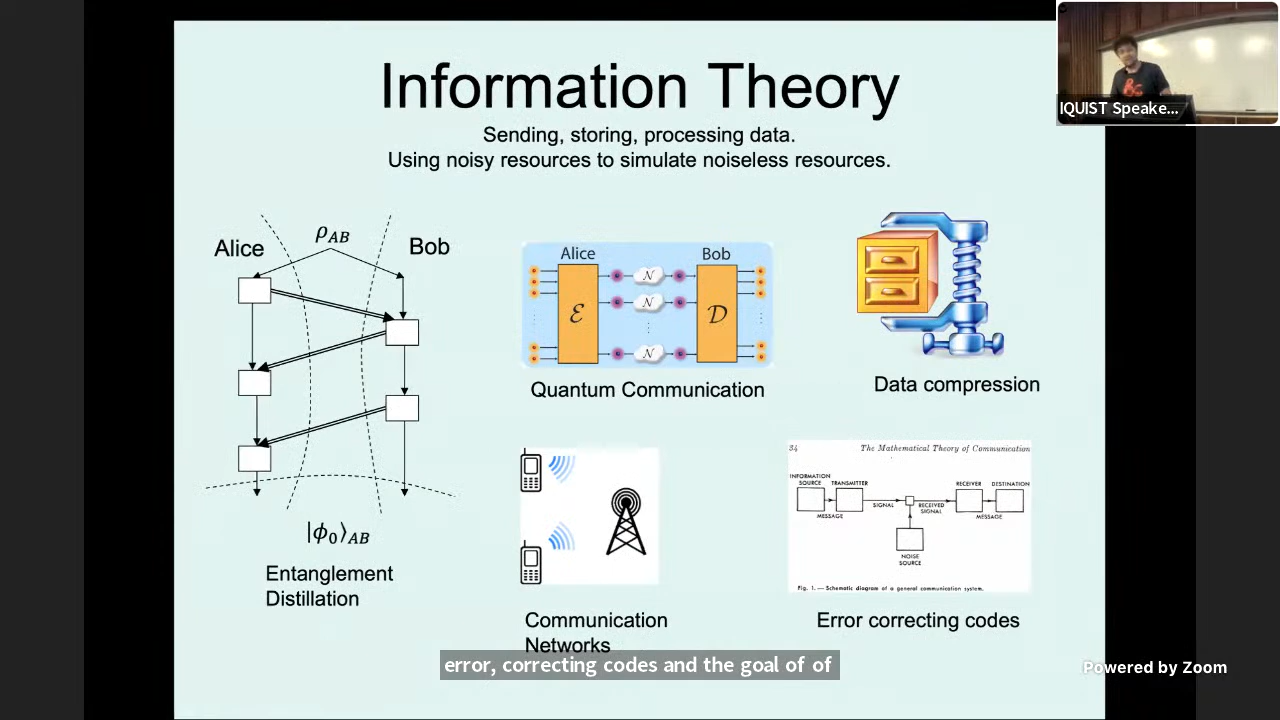 Information Theory
Sending, storing, processing data.
Using noisy resources to simulate noiseless resources.
Alice
ρ_AB
Bob
|ϕ₀⟩_AB
Entanglement
Distillation
Alice
Bob
ℰ
𝒩
𝒩
𝒩
𝒟
Quantum Communication
Data compression
Communication
Networks
34 The Mathematical Theory of Communication
INFORMATION
SOURCE TRANSMITTER RECEIVER DESTINATION
SIGNAL RECEIVED
SIGNAL
MESSAGE MESSAGE
NOISE
SOURCE
Fig. 1. — Schematic diagram of a general communication system.
Error correcting codes
error, correcting codes and the goal of of
IQUIST Speake...
Powered by Zoom